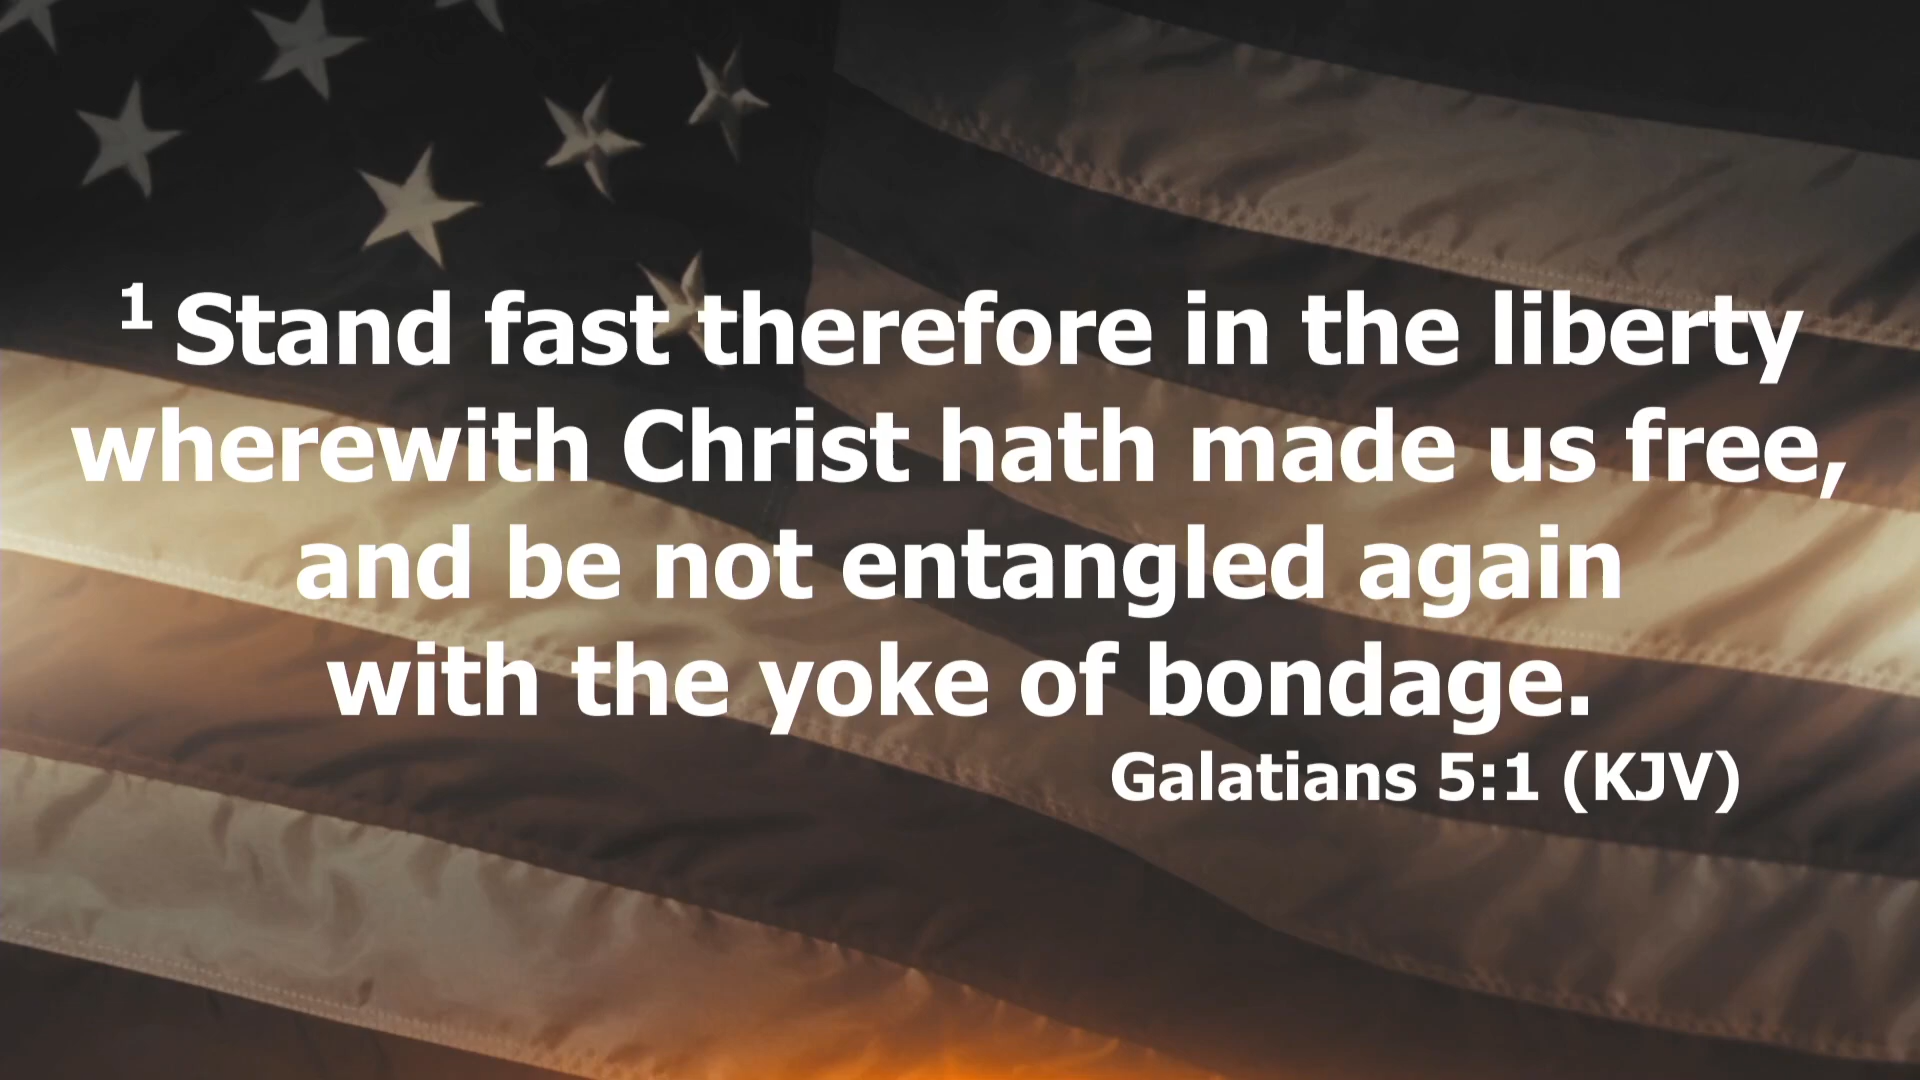 1 Stand fast therefore in the liberty
wherewith Christ hath made us free,
and be not entangled again
with the yoke of bondage.
Galatians 5:1 (KJV)